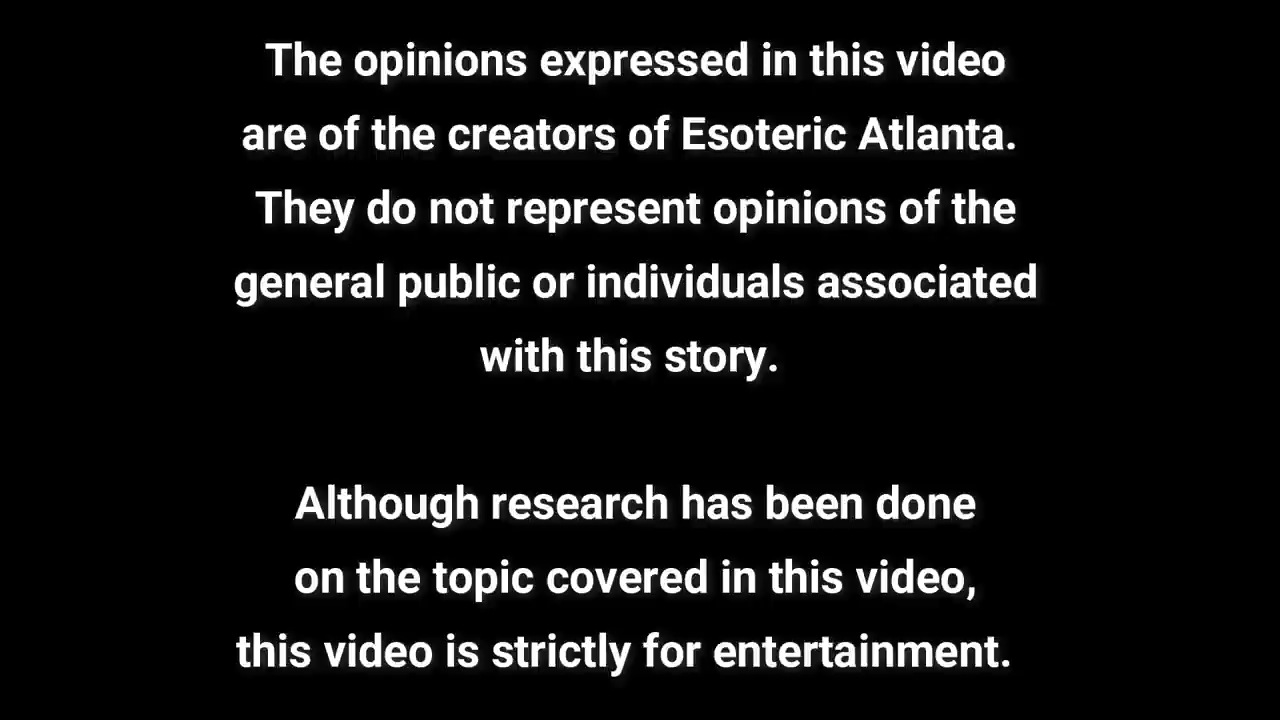 The opinions expressed in this video
are of the creators of Esoteric Atlanta.
They do not represent opinions of the
general public or individuals associated
with this story.
Although research has been done
on the topic covered in this video,
this video is strictly for entertainment.